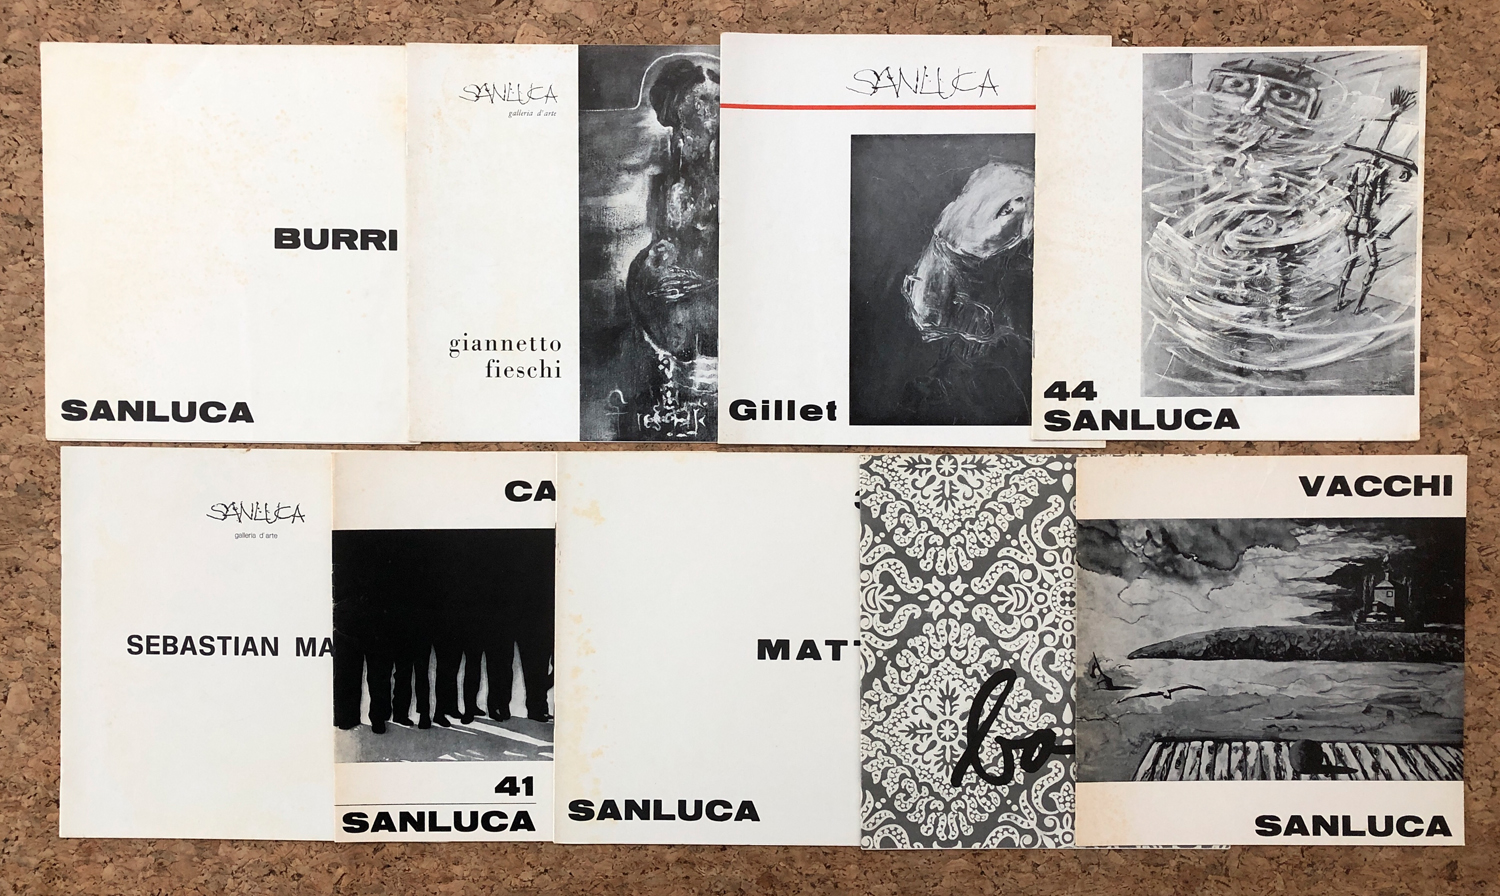 BURRI
SANLUCA
SANLUCA
galleria d'arte
giannetto
fieschi
SANLUCA
Gillet
44
SANLUCA
SANLUCA
galleria d'arte
SEBASTIAN MA
CA
41
SANLUCA
MAT
SANLUCA
ba
VACCHI
SANLUCA